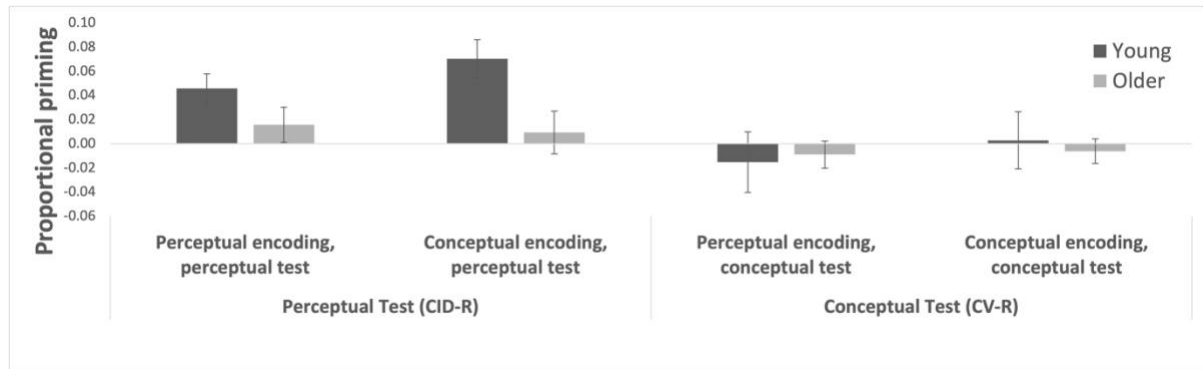 Proportional priming
0.10
0.08
0.06
0.04
0.02
0.00
-0.02
-0.04
-0.06
Young
Older
Perceptual encoding,
perceptual test
Conceptual encoding,
perceptual test
Perceptual encoding,
conceptual test
Conceptual encoding,
conceptual test
Perceptual Test (CID-R)
Conceptual Test (CV-R)